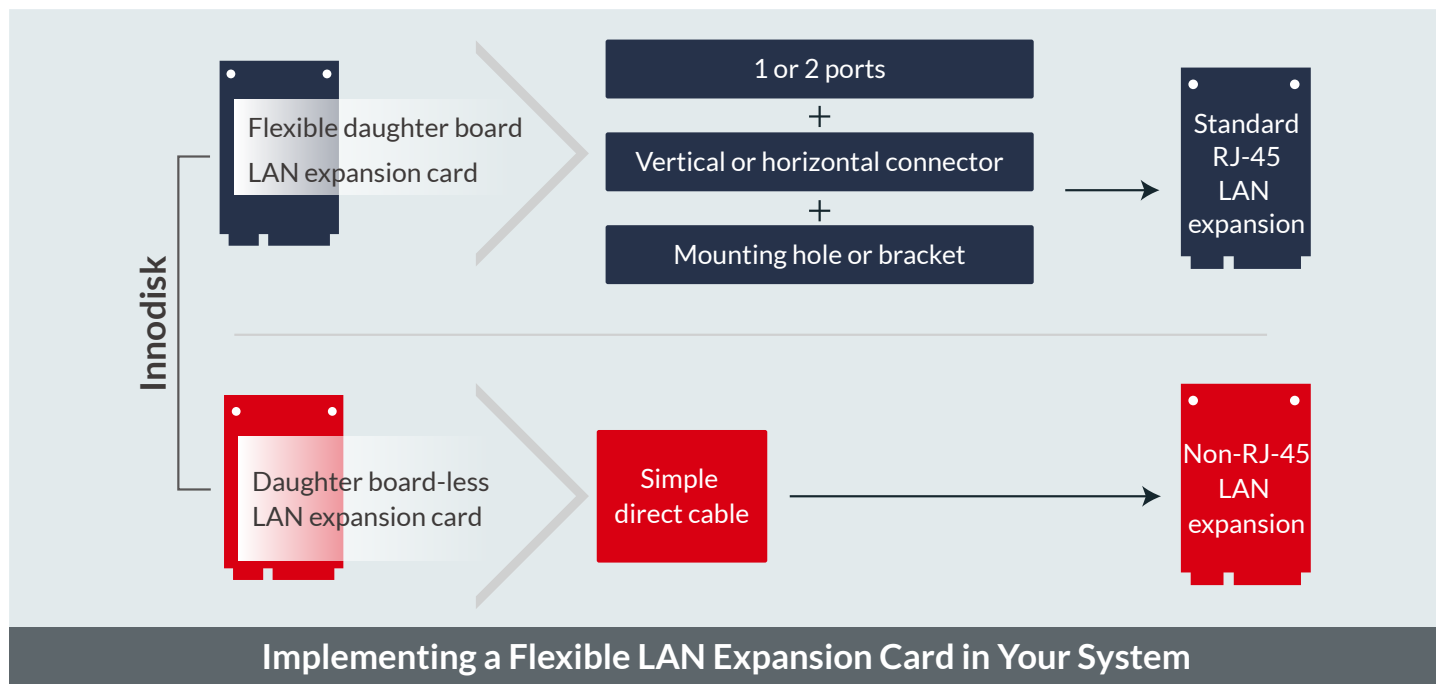 Innodisk
Flexible daughter board
LAN expansion card
1 or 2 ports
+
Vertical or horizontal connector
+
Mounting hole or bracket
Standard
RJ-45
LAN
expansion
Daughter board-less
LAN expansion card
Simple
direct cable
Non-RJ-45
LAN
expansion
Implementing a Flexible LAN Expansion Card in Your System